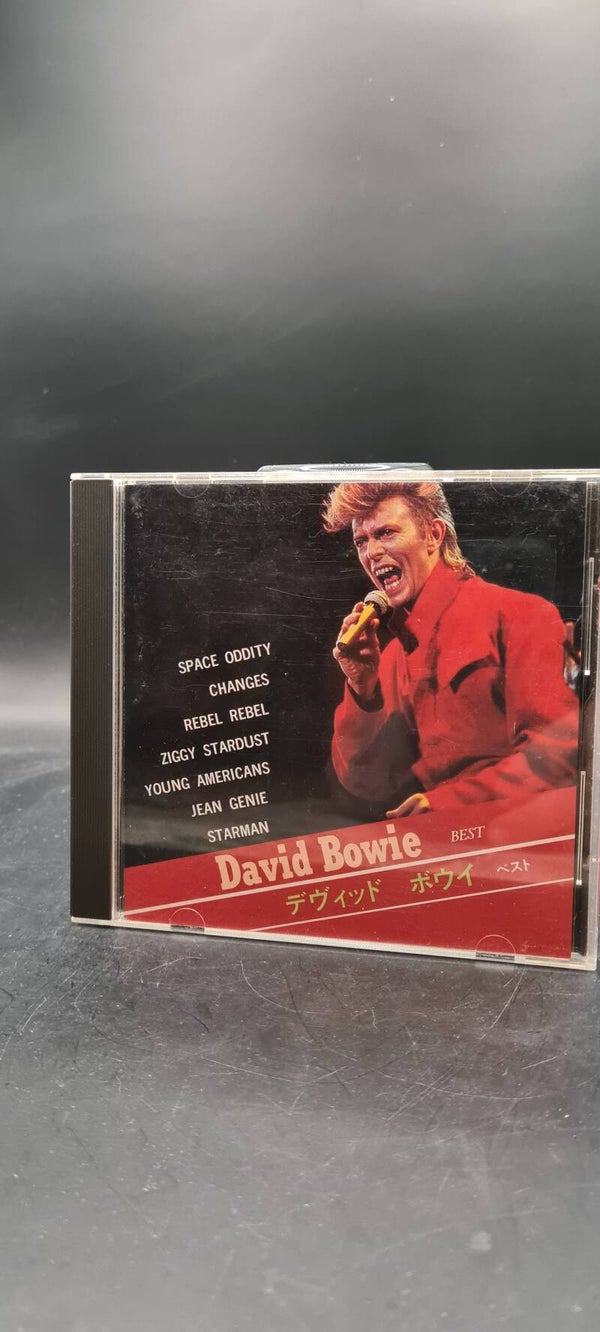 SPACE ODDITY
CHANGES
REBEL REBEL
ZIGGY STARDUST
YOUNG AMERICANS
JEAN GENIE
STARMAN
David Bowie BEST
デヴィッド ボウイ ベスト